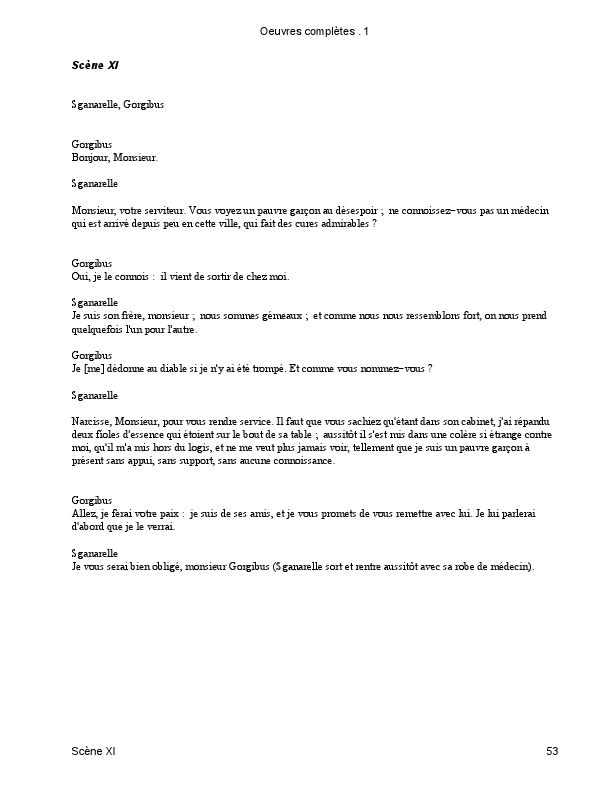 Oeuvres complètes . 1
Scène XI
Sganarelle, Gorgibus
Gorgibus
Bonjour, Monsieur.
Sganarelle
Monsieur, votre serviteur. Vous voyez un pauvre garçon au désespoir ; ne connoissez−vous pas un médecin
qui est arrivé depuis peu en cette ville, qui fait des cures admirables ?
Gorgibus
Oui, je le connois : il vient de sortir de chez moi.
Sganarelle
Je suis son frère, monsieur ; nous sommes gémeaux ; et comme nous nous ressemblons fort, on nous prend
quelquefois l'un pour l'autre.
Gorgibus
Je [me] dédonne au diable si je n'y ai été trompé. Et comme vous nommez−vous ?
Sganarelle
Narcisse, Monsieur, pour vous rendre service. Il faut que vous sachiez qu'étant dans son cabinet, j'ai répandu
deux fioles d'essence qui étoient sur le bout de sa table ; aussitôt il s'est mis dans une colère si étrange contre
moi, qu'il m'a mis hors du logis, et ne me veut plus jamais voir, tellement que je suis un pauvre garçon à
présent sans appui, sans support, sans aucune connoissance.
Gorgibus
Allez, je ferai votre paix : je suis de ses amis, et je vous promets de vous remettre avec lui. Je lui parlerai
d'abord que je le verrai.
Sganarelle
Je vous serai bien obligé, monsieur Gorgibus (Sganarelle sort et rentre aussitôt avec sa robe de médecin).
Scène XI
53